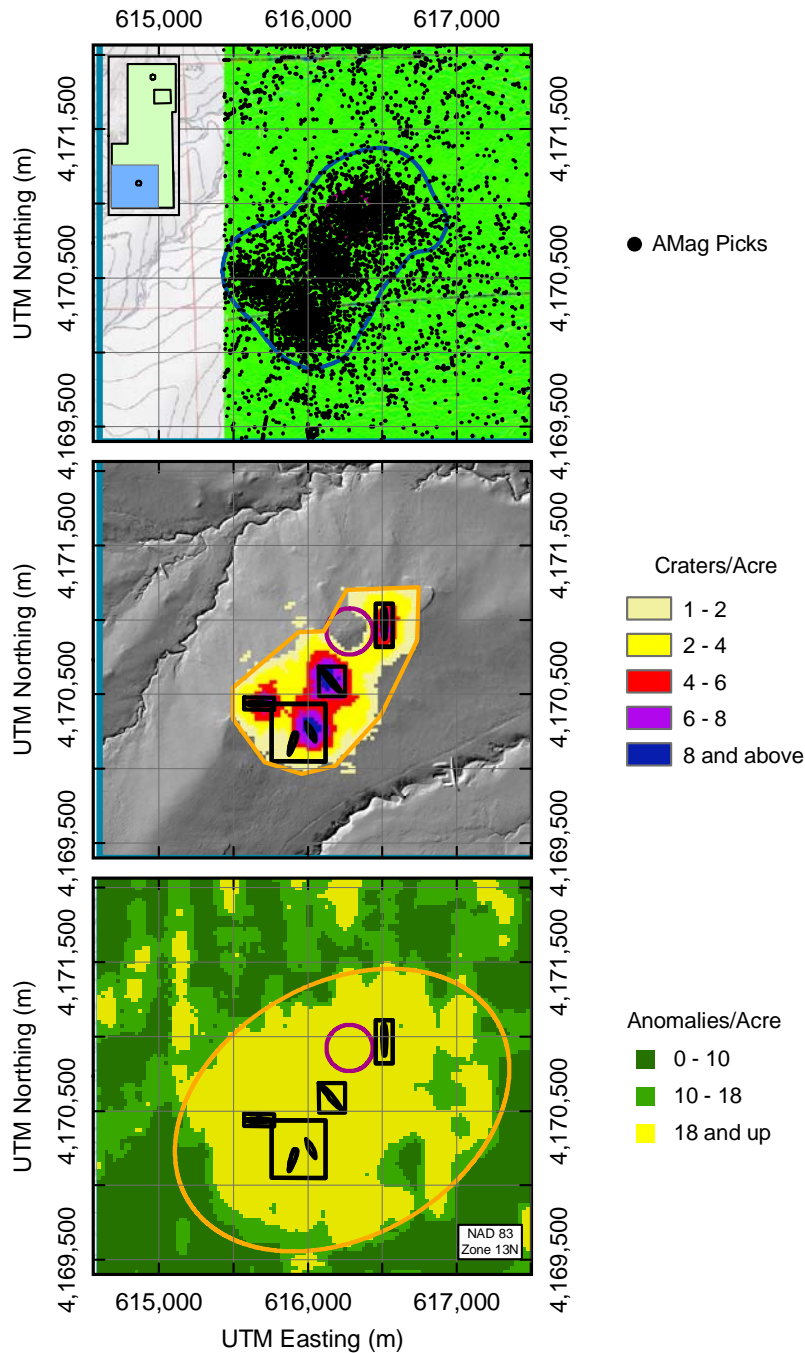 615,000 616,000 617,000
UTM Northing (m)
4,171,500
4,170,500
4,169,500
4,171,500
4,170,500
4,169,500
AMag Picks
UTM Northing (m)
4,171,500
4,170,500
4,169,500
4,171,500
4,170,500
4,169,500
Craters/Acre
1 - 2
2 - 4
4 - 6
6 - 8
8 and above
UTM Northing (m)
4,171,500
4,170,500
4,169,500
4,171,500
4,170,500
4,169,500
Anomalies/Acre
0 - 10
10 - 18
18 and up
NAD 83
Zone 13N
615,000 616,000 617,000
UTM Easting (m)